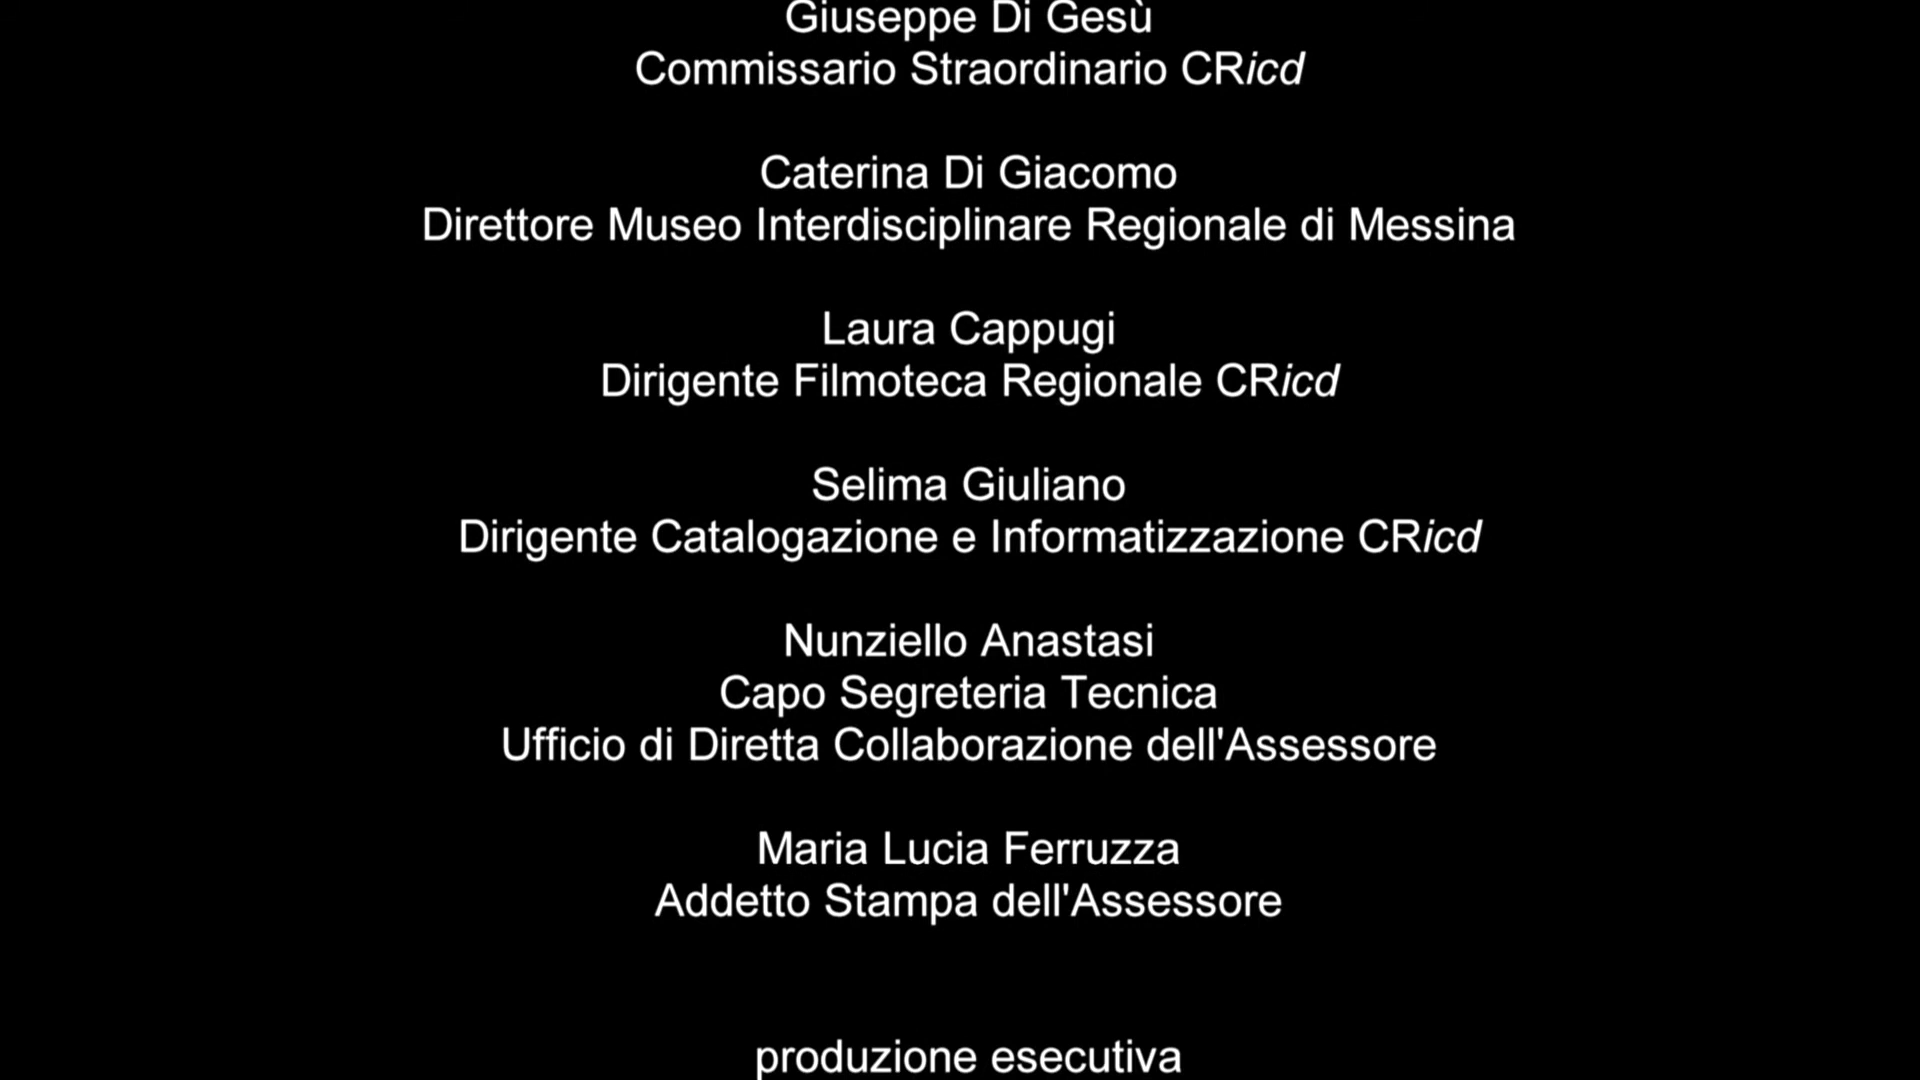 Giuseppe Di Gesù
Commissario Straordinario CRicd
Caterina Di Giacomo
Direttore Museo Interdisciplinare Regionale di Messina
Laura Cappugi
Dirigente Filmoteca Regionale CRicd
Selima Giuliano
Dirigente Catalogazione e Informatizzazione CRicd
Nunziello Anastasi
Capo Segreteria Tecnica
Ufficio di Diretta Collaborazione dell'Assessore
Maria Lucia Ferruzza
Addetto Stampa dell'Assessore
produzione esecutiva